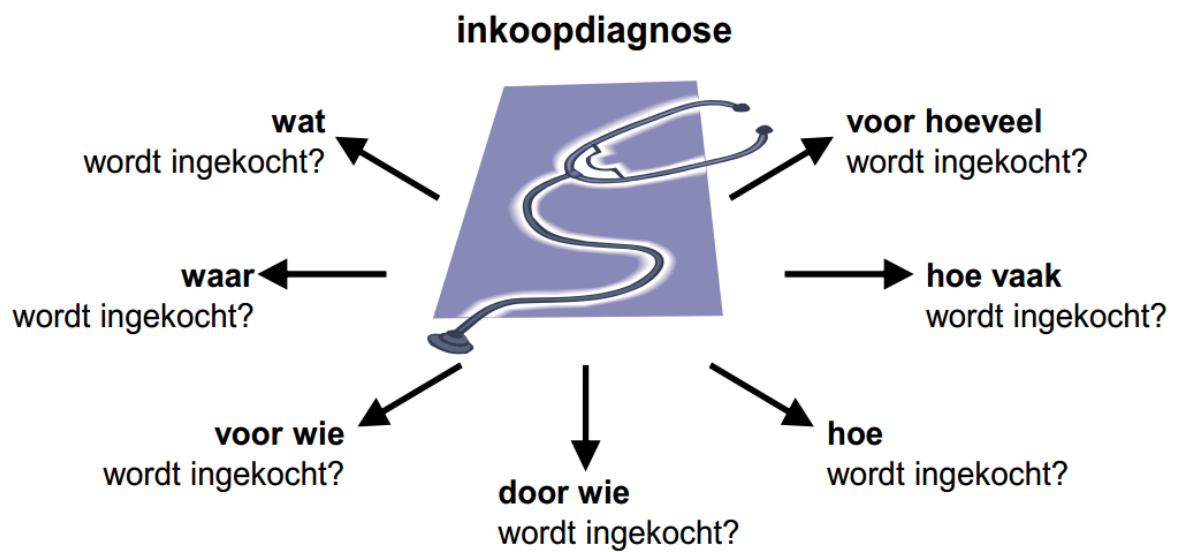 inkoopdiagnose
wat
wordt ingekocht?
voor hoeveel
wordt ingekocht?
waar
wordt ingekocht?
hoe vaak
wordt ingekocht?
voor wie
wordt ingekocht?
hoe
wordt ingekocht?
door wie
wordt ingekocht?